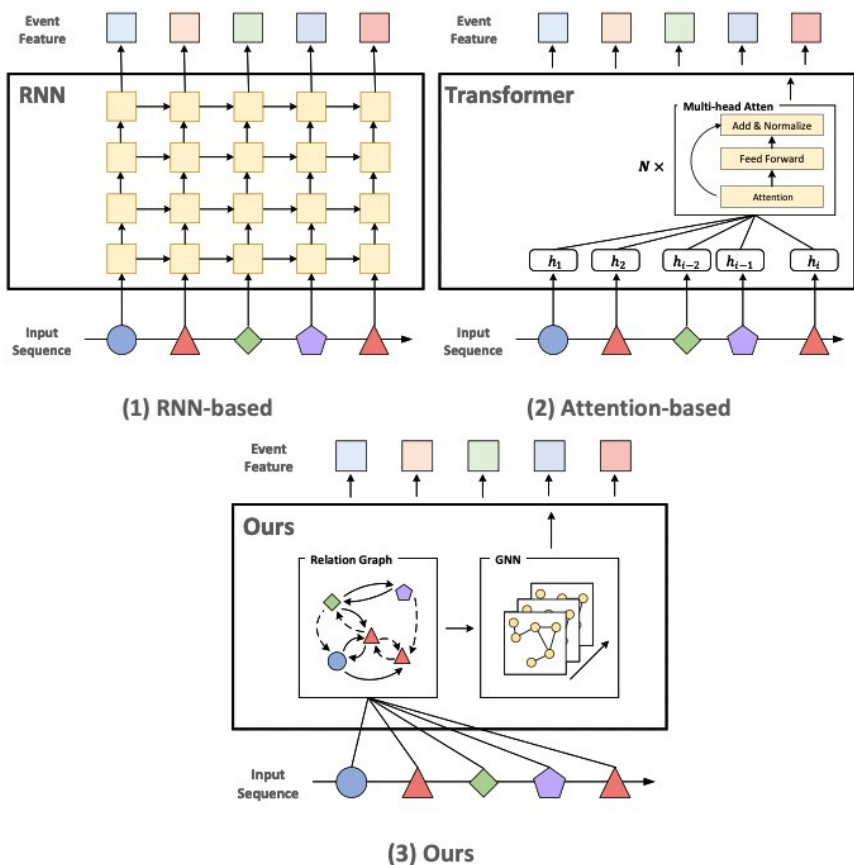 Event
Feature
RNN
Input
Sequence
(1) RNN-based
Event
Feature
Transformer
Multi-head Atten
Add & Normalize
N ×
Feed Forward
Attention
h₁ h₂ hᵢ₋₂ hᵢ₋₁ hᵢ
Input
Sequence
(2) Attention-based
Event
Feature
Ours
Relation Graph
GNN
Input
Sequence
(3) Ours